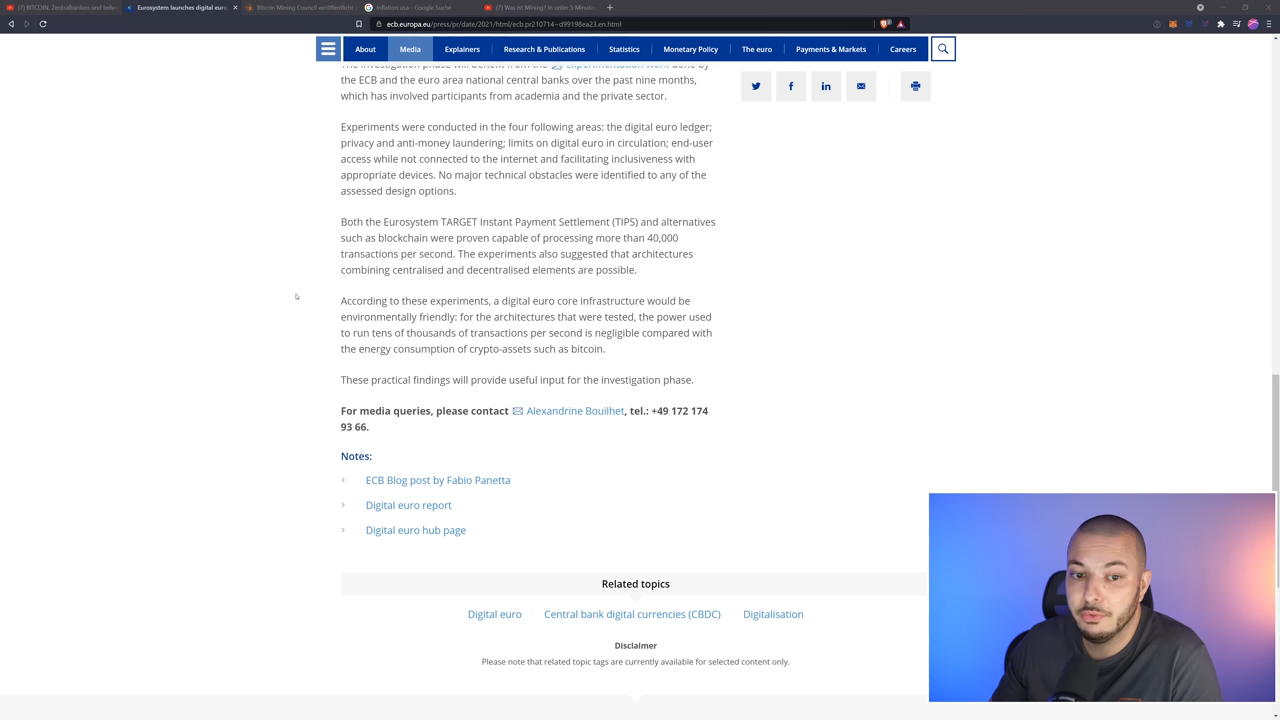 (7) BITCOIN, Zentralbanken und teilw
Eurosystem launches digital euro
Bitcoin Mining Council veröffentlicht
inflation usa - Google Suche
(7) Was ist Mining? In unter 5 Minute
ecb.europa.eu/press/pr/date/2021/html/ecb.pr210714~d99198ea23.en.html
About
Media
Explainers
Research & Publications
Statistics
Monetary Policy
The euro
Payments & Markets
Careers
The investigation phase will benefit from the experimentation work done by
the ECB and the euro area national central banks over the past nine months,
which has involved participants from academia and the private sector.
Experiments were conducted in the four following areas: the digital euro ledger;
privacy and anti-money laundering; limits on digital euro in circulation; end-user
access while not connected to the internet and facilitating inclusiveness with
appropriate devices. No major technical obstacles were identified to any of the
assessed design options.
Both the Eurosystem TARGET Instant Payment Settlement (TIPS) and alternatives
such as blockchain were proven capable of processing more than 40,000
transactions per second. The experiments also suggested that architectures
combining centralised and decentralised elements are possible.
According to these experiments, a digital euro core infrastructure would be
environmentally friendly: for the architectures that were tested, the power used
to run tens of thousands of transactions per second is negligible compared with
the energy consumption of crypto-assets such as bitcoin.
These practical findings will provide useful input for the investigation phase.
For media queries, please contact Alexandrine Bouilhet, tel.: +49 172 174
93 66.
Notes:
ECB Blog post by Fabio Panetta
Digital euro report
Digital euro hub page
Related topics
Digital euro
Central bank digital currencies (CBDC)
Digitalisation
Disclaimer
Please note that related topic tags are currently available for selected content only.